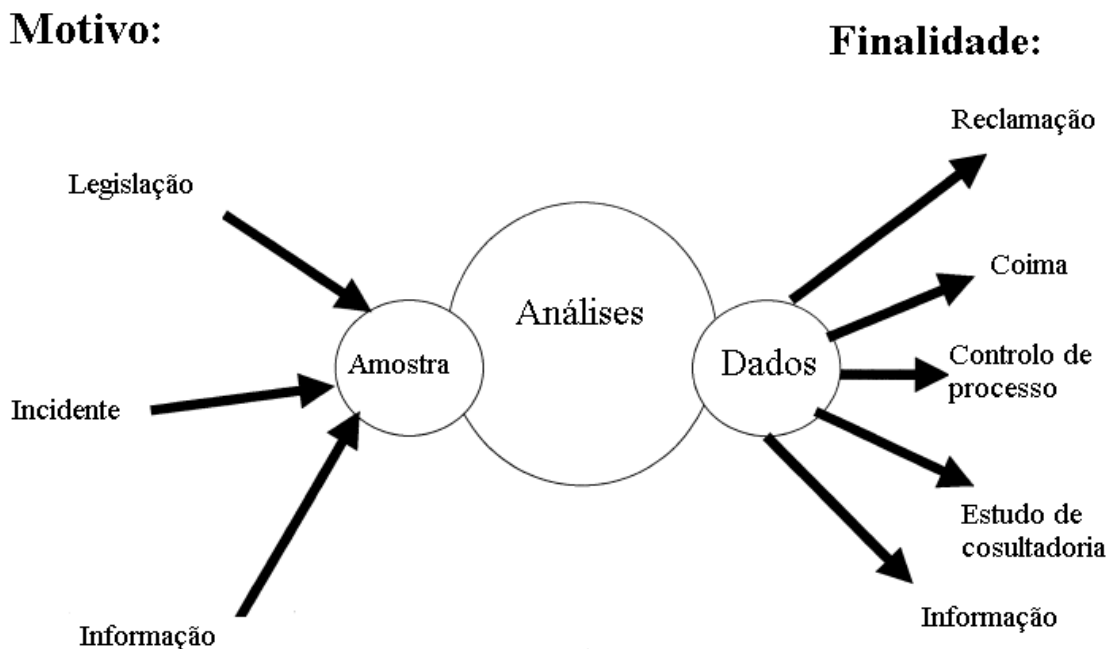 Motivo:
Finalidade:
Reclamação
Legislação
Coima
Análises
Amostra
Dados
Controlo de
processo
Incidente
Estudo de
cosultadoria
Informação
Informação